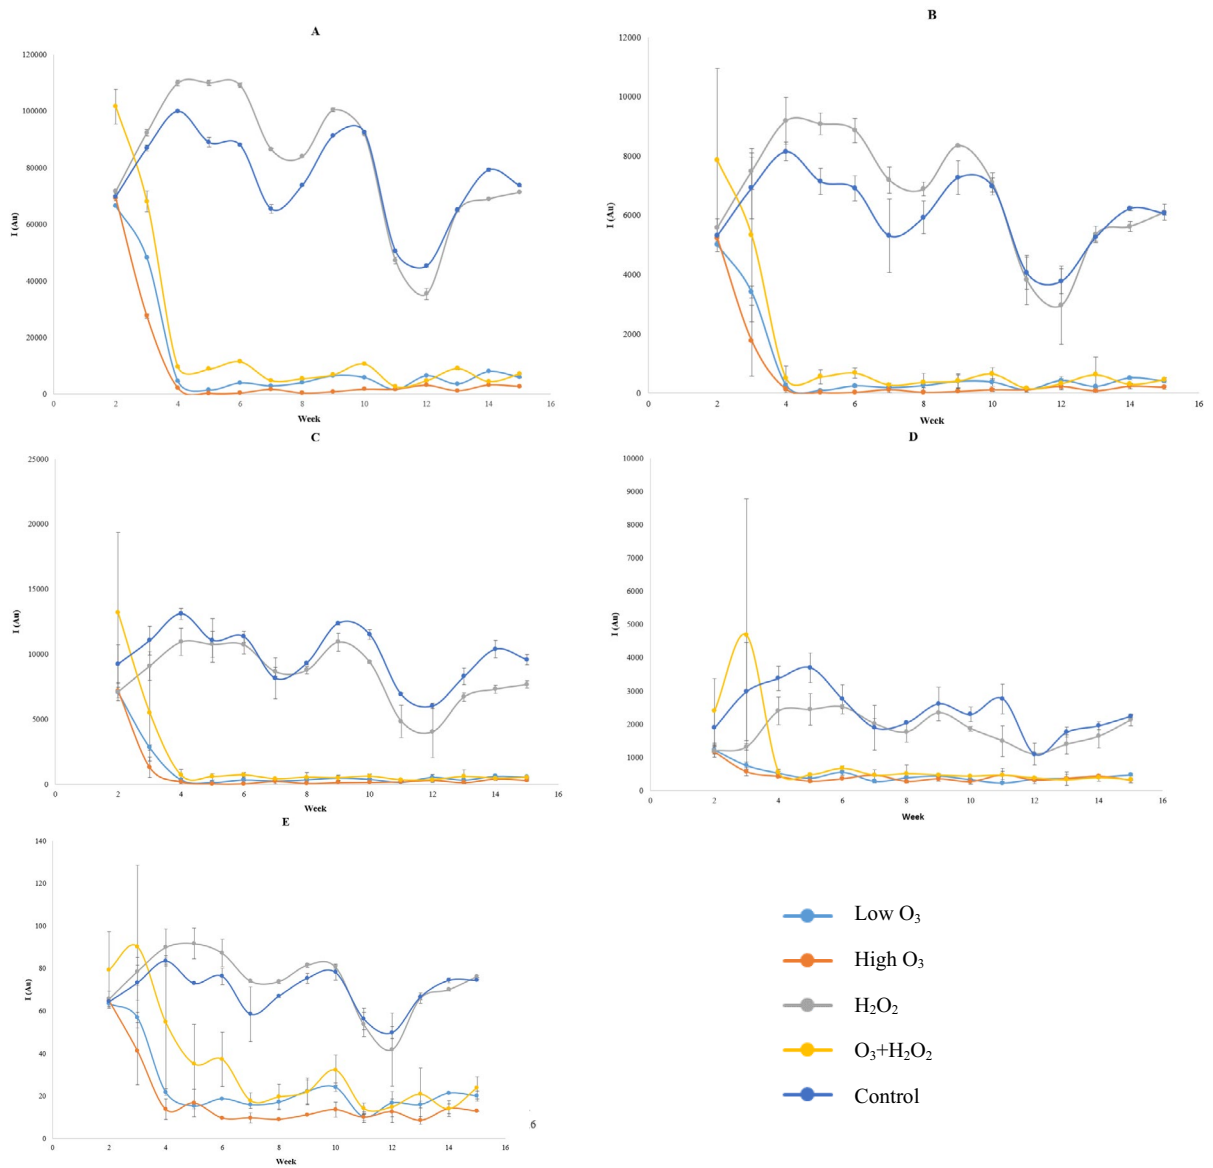 A
120000
100000
80000
60000
40000
20000
0
I (Au)
0 2 4 6 8 10 12 14 16
Week
B
12000
10000
8000
6000
4000
2000
0
I (Au)
0 2 4 6 8 10 12 14 16
Week
C
25000
20000
15000
10000
5000
0
I (Au)
0 2 4 6 8 10 12 14 16
Week
D
10000
9000
8000
7000
6000
5000
4000
3000
2000
1000
0
I (Au)
0 2 4 6 8 10 12 14 16
Week
E
140
120
100
80
60
40
20
0
I (Au)
0 2 4 6 8 10 12 14 16
Week
6
Low O₃
High O₃
H₂O₂
O₃+H₂O₂
Control